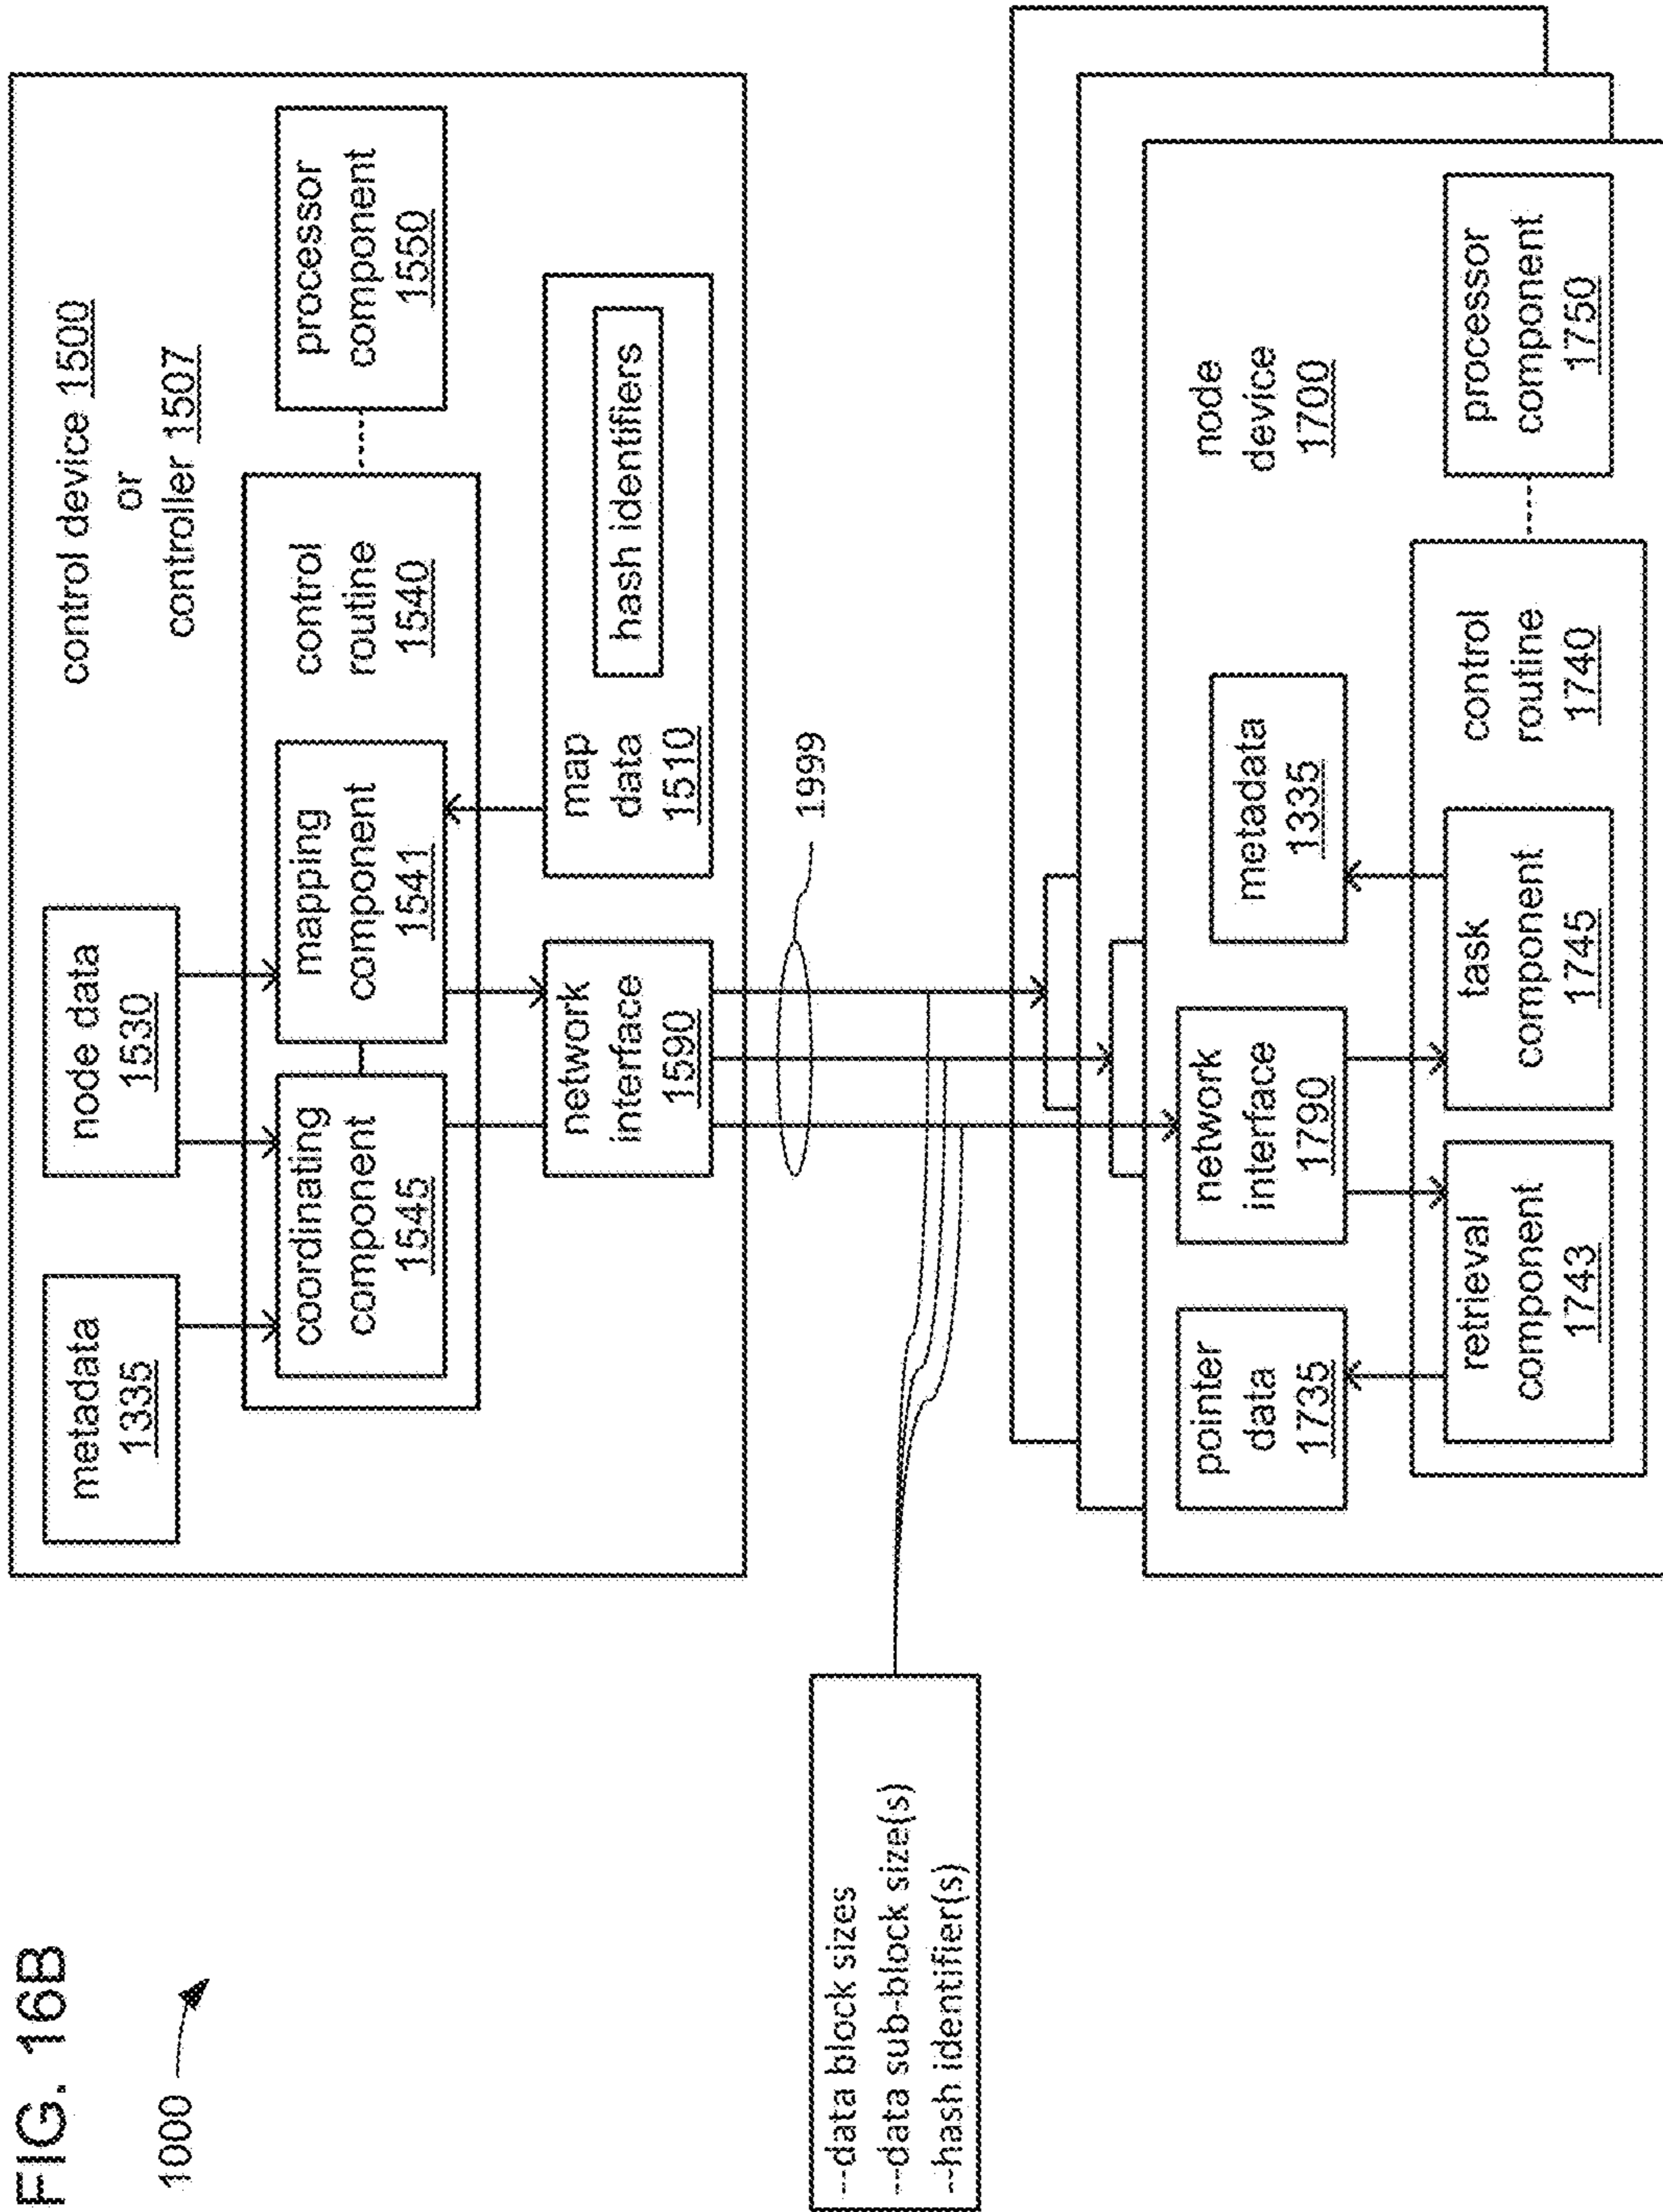 FIG. 16B
1000
control device 1500
or
controller 1507
metadata
1335
node data
1530
coordinating
component
1545
mapping
component
1541
control
routine
1540
processor
component
1550
network
interface
1590
map
data
1510
hash identifiers
1999
--data block sizes
--data sub-block size(s)
--hash identifier(s)
node
device
1700
pointer
data
1735
network
interface
1790
metadata
1335
retrieval
component
1743
task
component
1745
control
routine
1740
processor
component
1750